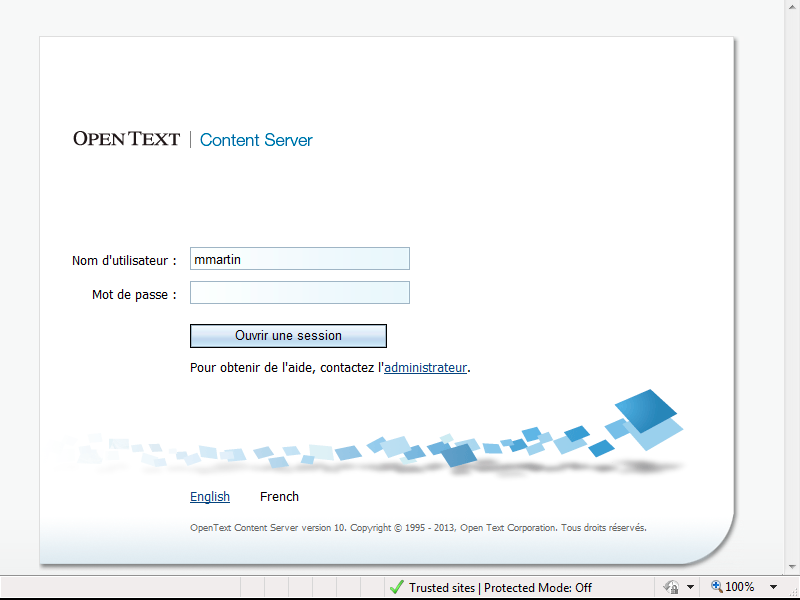 OPEN TEXT | Content Server
Nom d'utilisateur : mmartin
Mot de passe :
Ouvrir une session
Pour obtenir de l'aide, contactez l'administrateur.
English French
OpenText Content Server version 10. Copyright © 1995 - 2013, Open Text Corporation. Tous droits réservés.
Trusted sites | Protected Mode: Off 100%